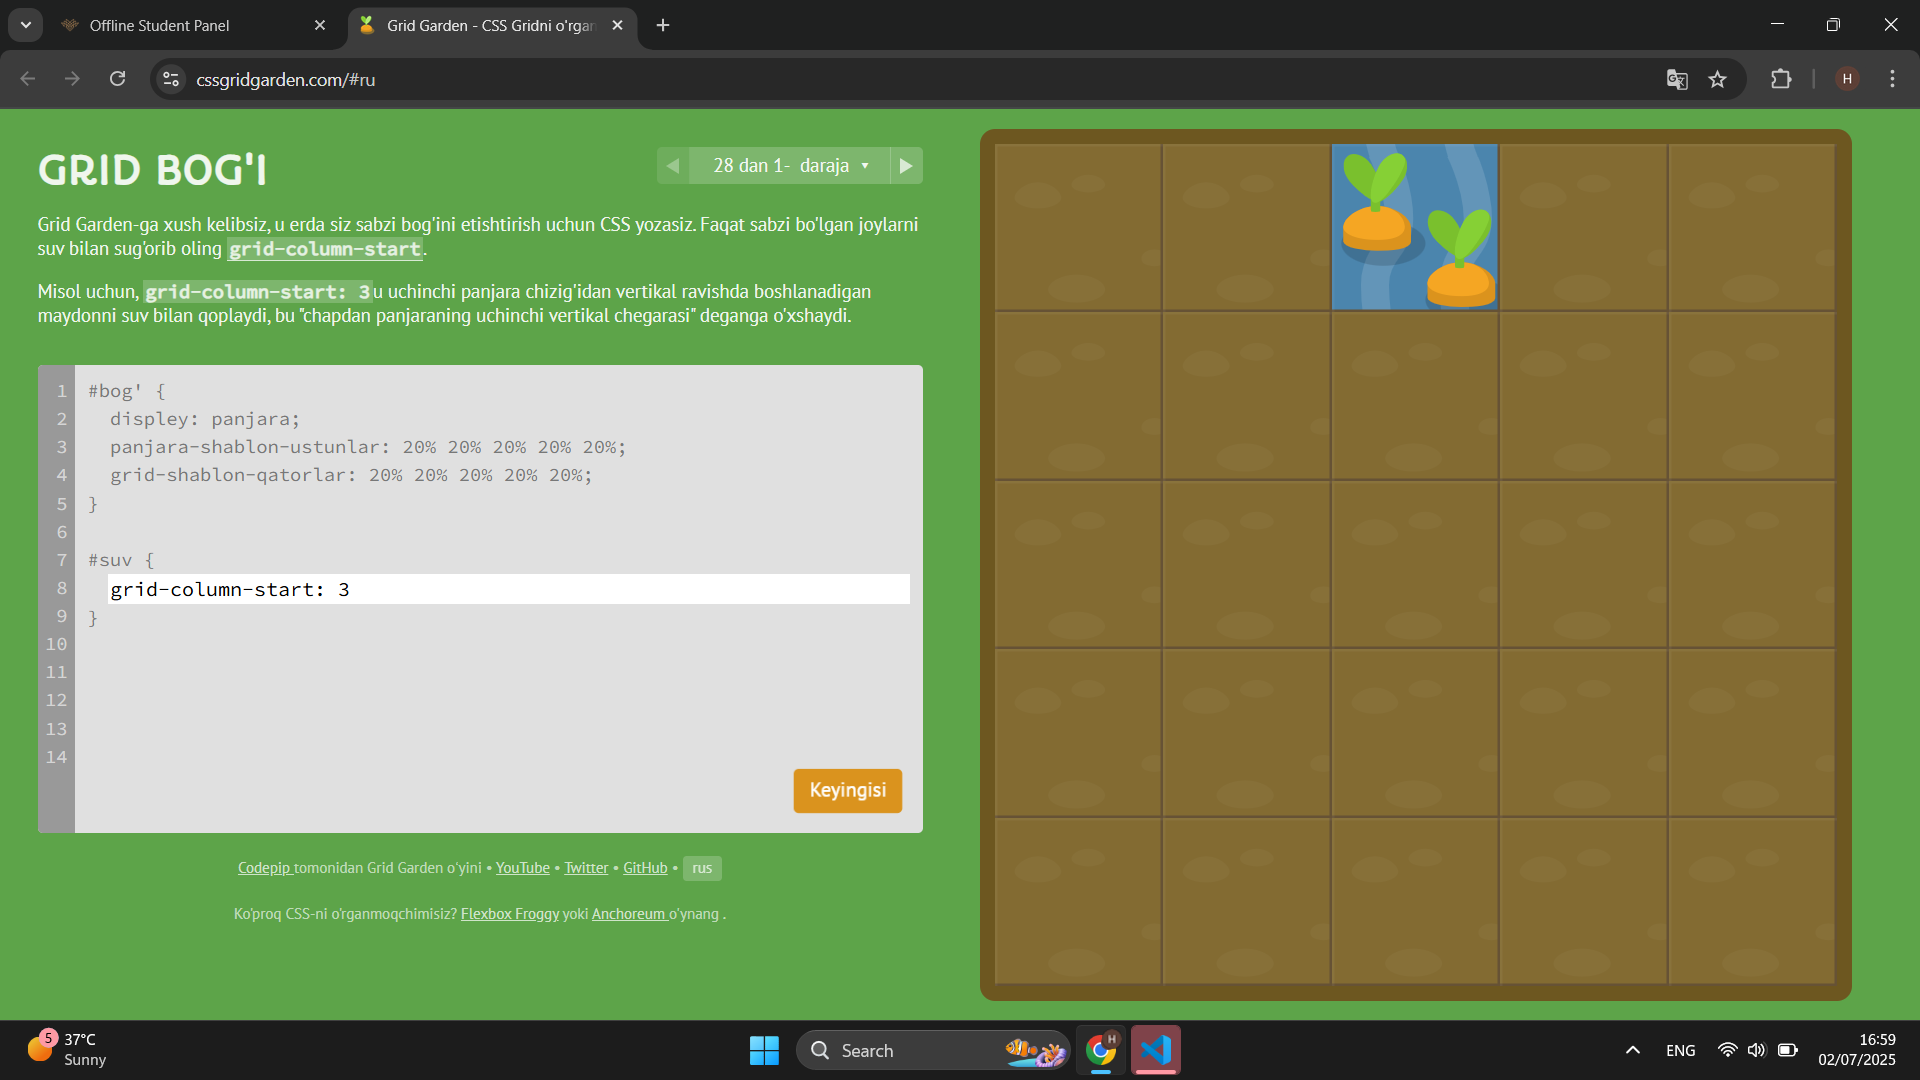 Offline Student Panel
Grid Garden - CSS Gridni o'rgan
cssgridgarden.com/#ru
H
GRID BOG'I
28 dan 1- daraja
Grid Garden-ga xush kelibsiz, u erda siz sabzi bog'ini etishtirish uchun CSS yozasiz. Faqat sabzi bo'lgan joylarni
suv bilan sug'orib oling grid-column-start.
Misol uchun, grid-column-start: 3 u uchinchi panjara chizig'idan vertikal ravishda boshlanadigan
maydonni suv bilan qoplaydi, bu "chapdan panjaraning uchinchi vertikal chegarasi" deganga o'xshaydi.
1 #bog' {
2 displey: panjara;
3 panjara-shablon-ustunlar: 20% 20% 20% 20% 20%;
4 grid-shablon-qatorlar: 20% 20% 20% 20% 20%;
5 }
6
7 #suv {
8 grid-column-start: 3
9 }
10
11
12
13
14
Keyingisi
Codepip tomonidan Grid Garden o'yini • YouTube • Twitter • GitHub • rus
Ko'proq CSS-ni o'rganmoqchimisiz? Flexbox Froggy yoki Anchoreum o'ynang .
5
37°C
Sunny
Search
H
ENG
16:59
02/07/2025